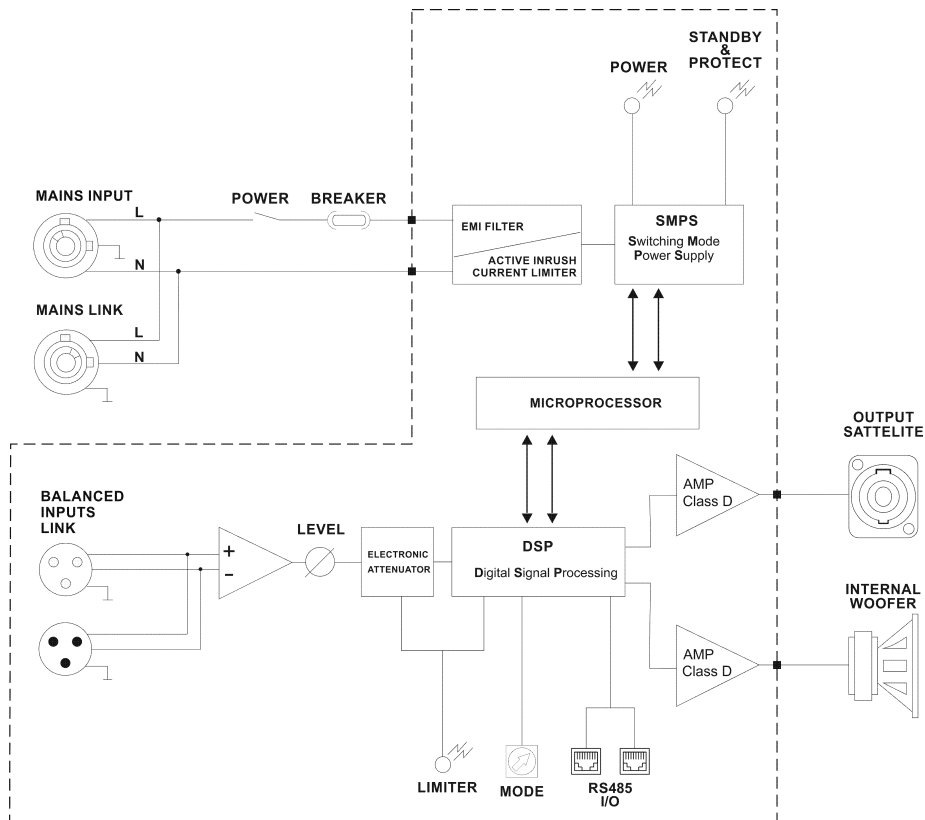 STANDBY
&
PROTECT
POWER
MAINS INPUT
L
POWER
BREAKER
N
EMI FILTER
ACTIVE INRUSH
CURRENT LIMITER
SMPS
Switching Mode
Power Supply
MAINS LINK
L
N
MICROPROCESSOR
OUTPUT
SATTELITE
AMP
Class D
BALANCED
INPUTS
LINK
+
-
LEVEL
ELECTRONIC
ATTENUATOR
DSP
Digital Signal Processing
INTERNAL
WOOFER
AMP
Class D
LIMITER
MODE
RS485
I/O